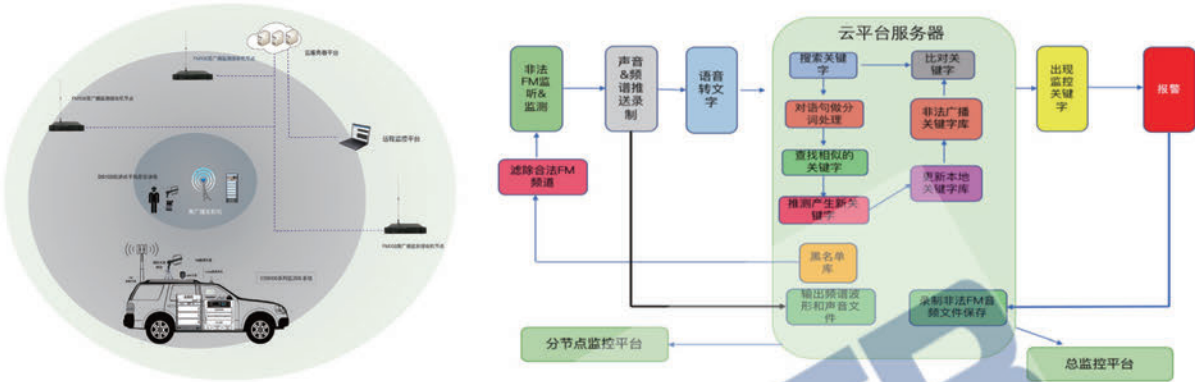 云服务器平台
远程监控平台
云平台服务器
非法
FM监
听&
监测
声音
&频
谱推
送录
制
语音
转文
字
搜索关键
字
比对关
键字
对语句做分
词处理
非法广播
关键字库
查找相似的
关键字
更新本地
关键字库
推测产生新关
键字
出现
监控
关键
字
报警
滤除合法FM
频道
黑名单
库
输出频谱波
形和声音文
件
录制非法FM音
频文件保存
分节点监控平台
总监控平台